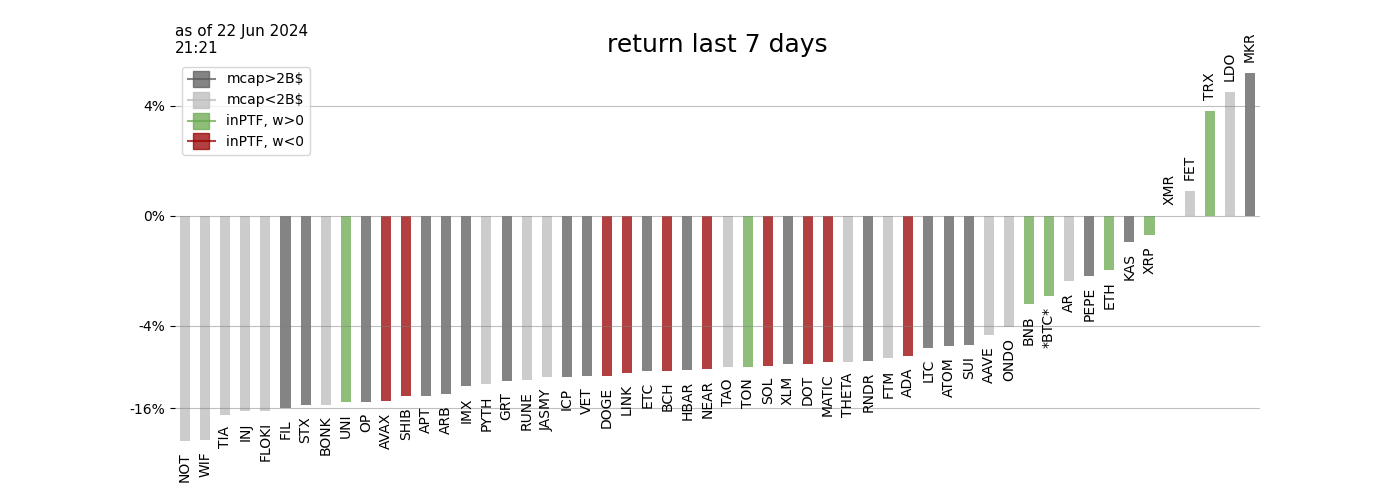 as of 22 Jun 2024
21:21
return last 7 days
mcap>2B$
mcap<2B$
inPTF, w>0
inPTF, w<0
4%
0%
-4%
-16%
NOT
WIF
TIA
INJ
FLOKI
FIL
STX
BONK
UNI
OP
AVAX
SHIB
APT
ARB
IMX
PYTH
GRT
RUNE
JASMY
ICP
VET
DOGE
LINK
ETC
BCH
HBAR
NEAR
TAO
TON
SOL
XLM
DOT
MATIC
THETA
RNDR
FTM
ADA
LTC
ATOM
SUI
AAVE
ONDO
BNB
*BTC*
AR
PEPE
ETH
KAS
XRP
XMR
FET
TRX
LDO
MKR